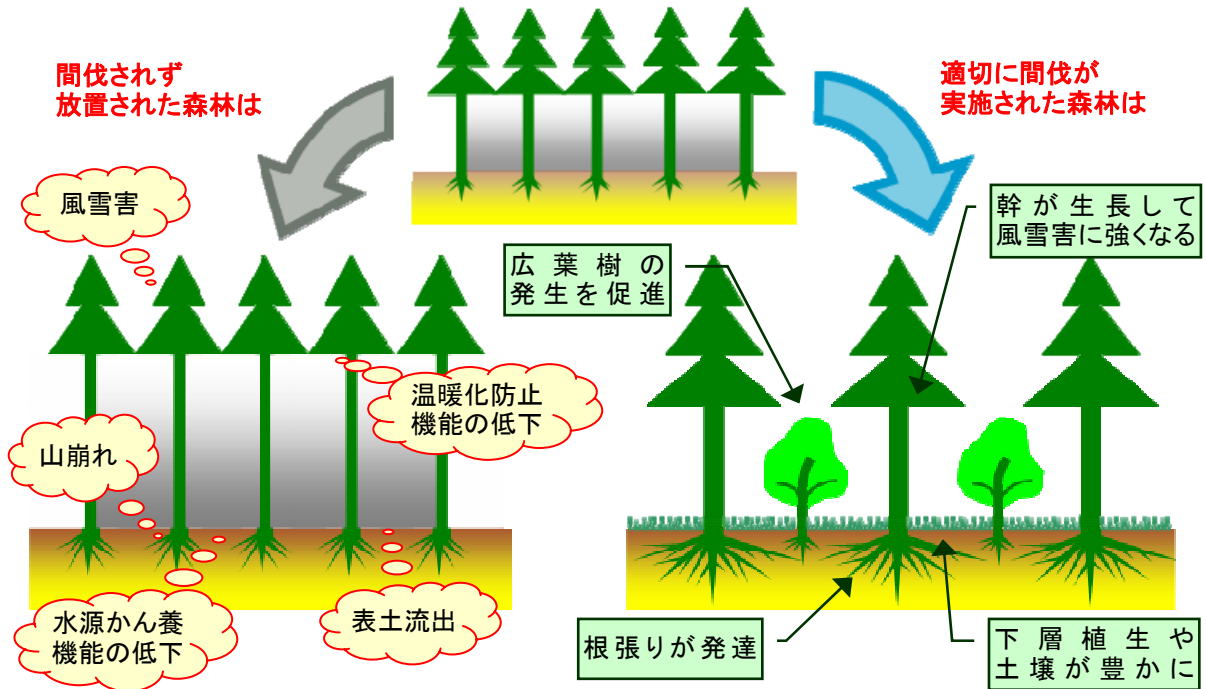 間伐されず
放置された森林は
適切に間伐が
実施された森林は
風雪害
温暖化防止
機能の低下
山崩れ
水源かん養
機能の低下
表土流出
広葉樹の
発生を促進
幹が生長して
風雪害に強くなる
根張りが発達
下層植生や
土壌が豊かに